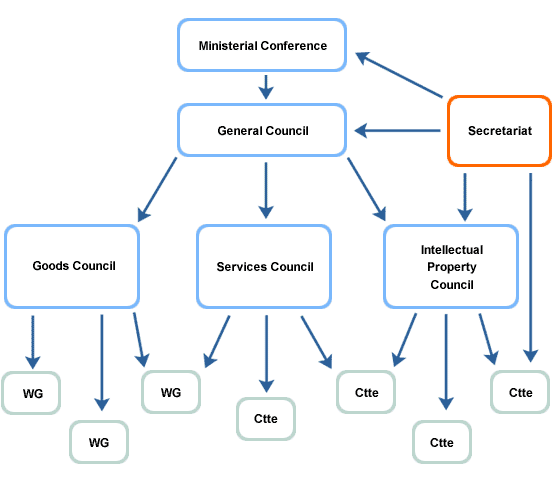 Ministerial Conference
General Council
Secretariat
Goods Council
Services Council
Intellectual
Property
Council
WG
WG
WG
Ctte
Ctte
Ctte
Ctte